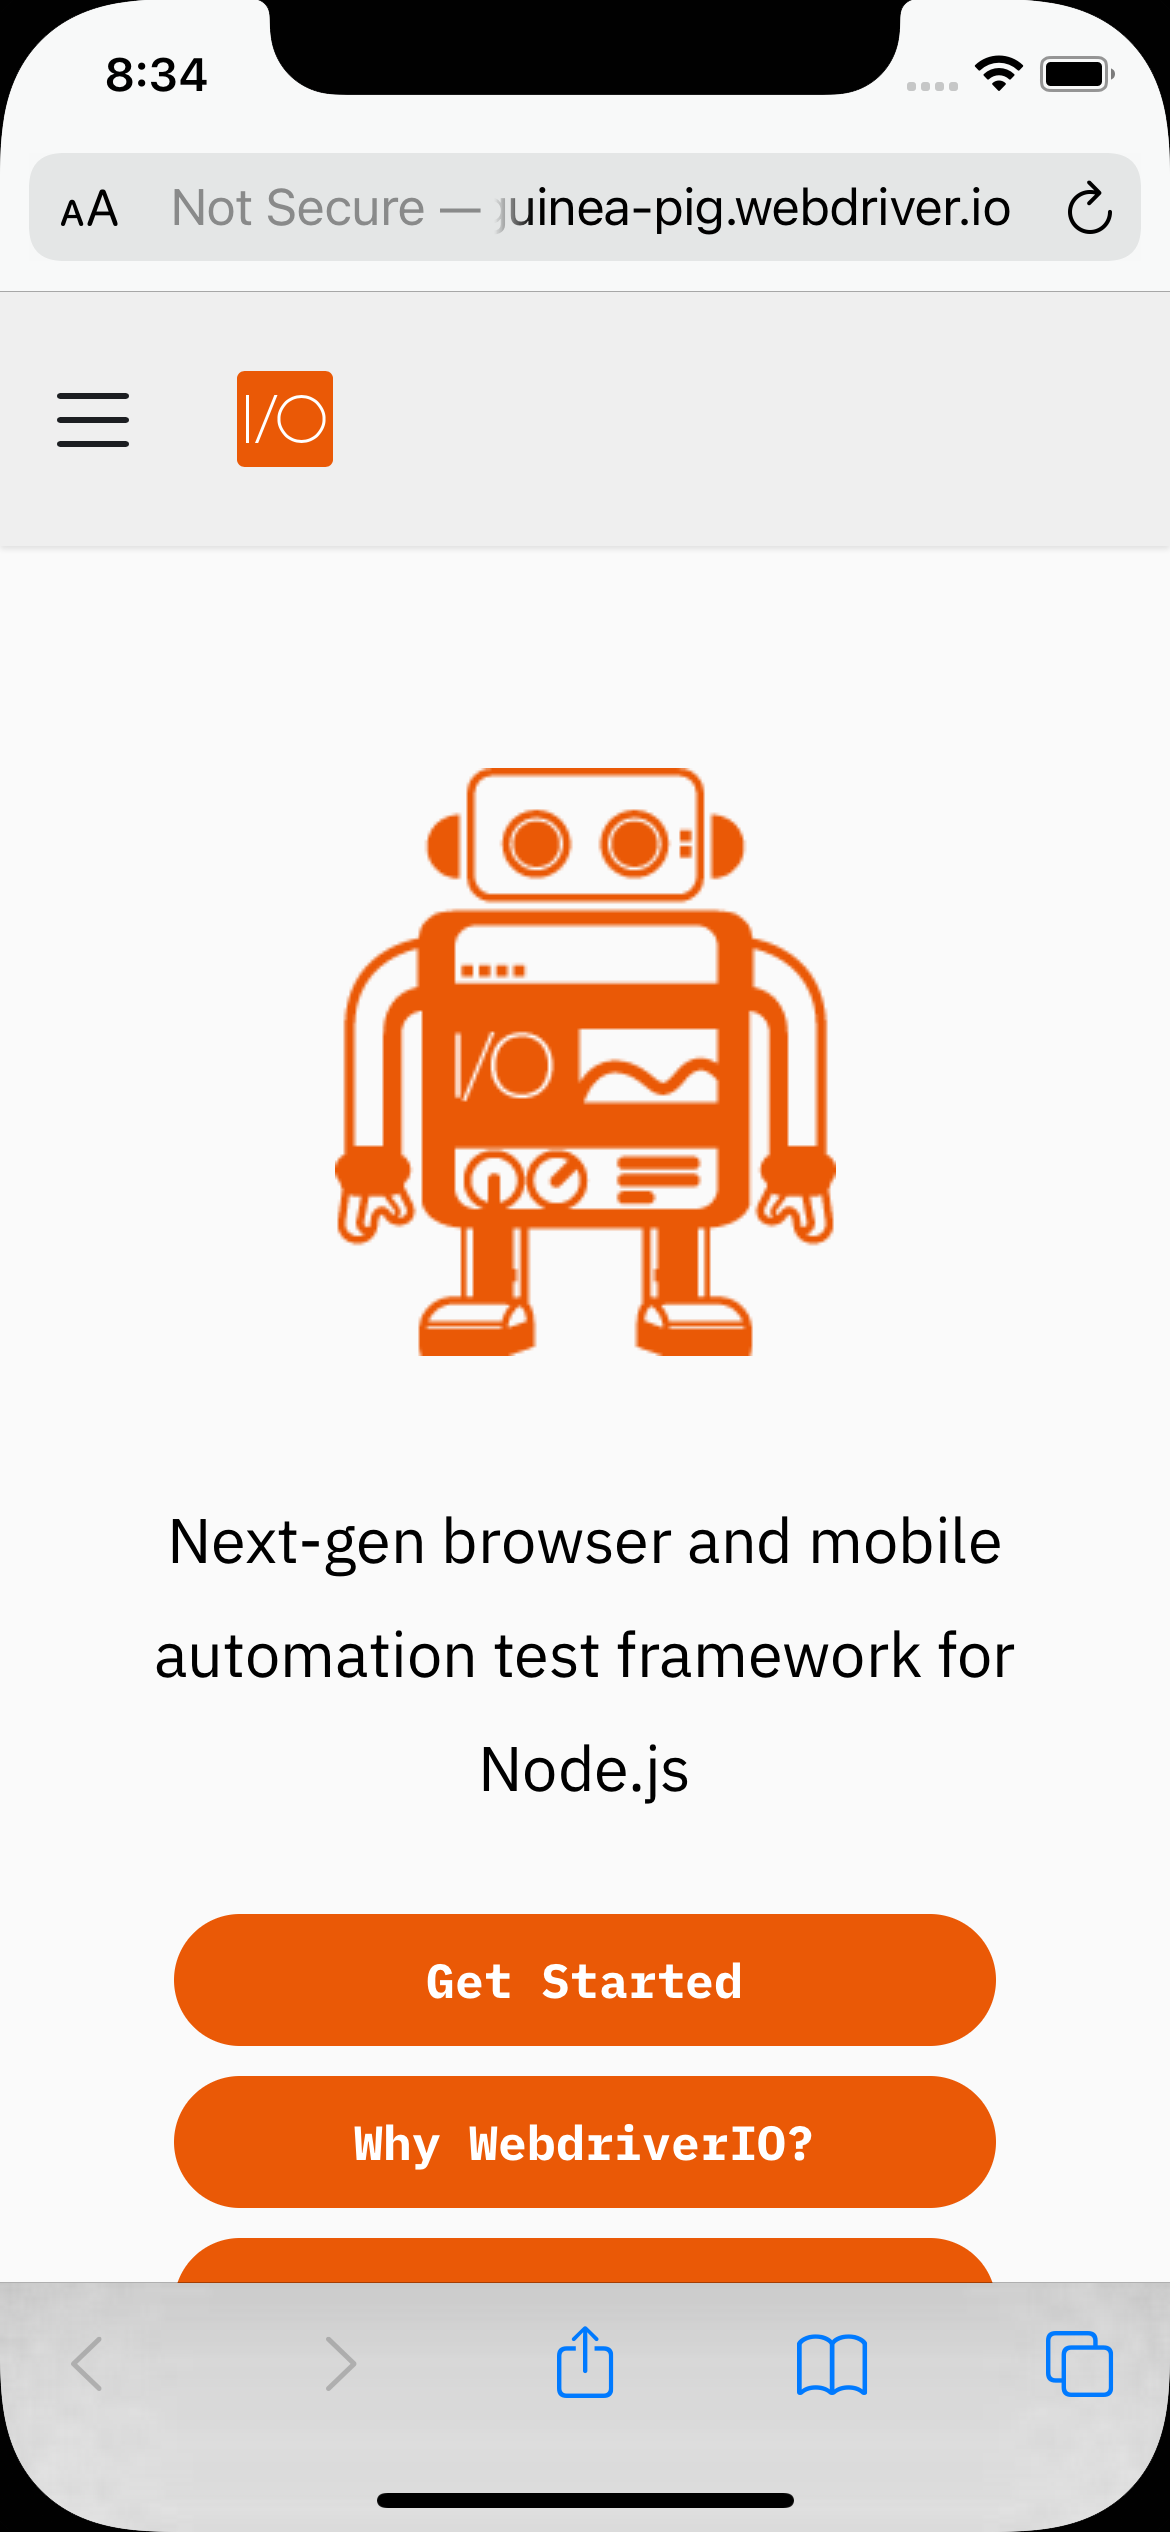 8:34
AA Not Secure — guinea-pig.webdriver.io
I/O
I/O
Next-gen browser and mobile
automation test framework for
Node.js
Get Started
Why WebdriverIO?